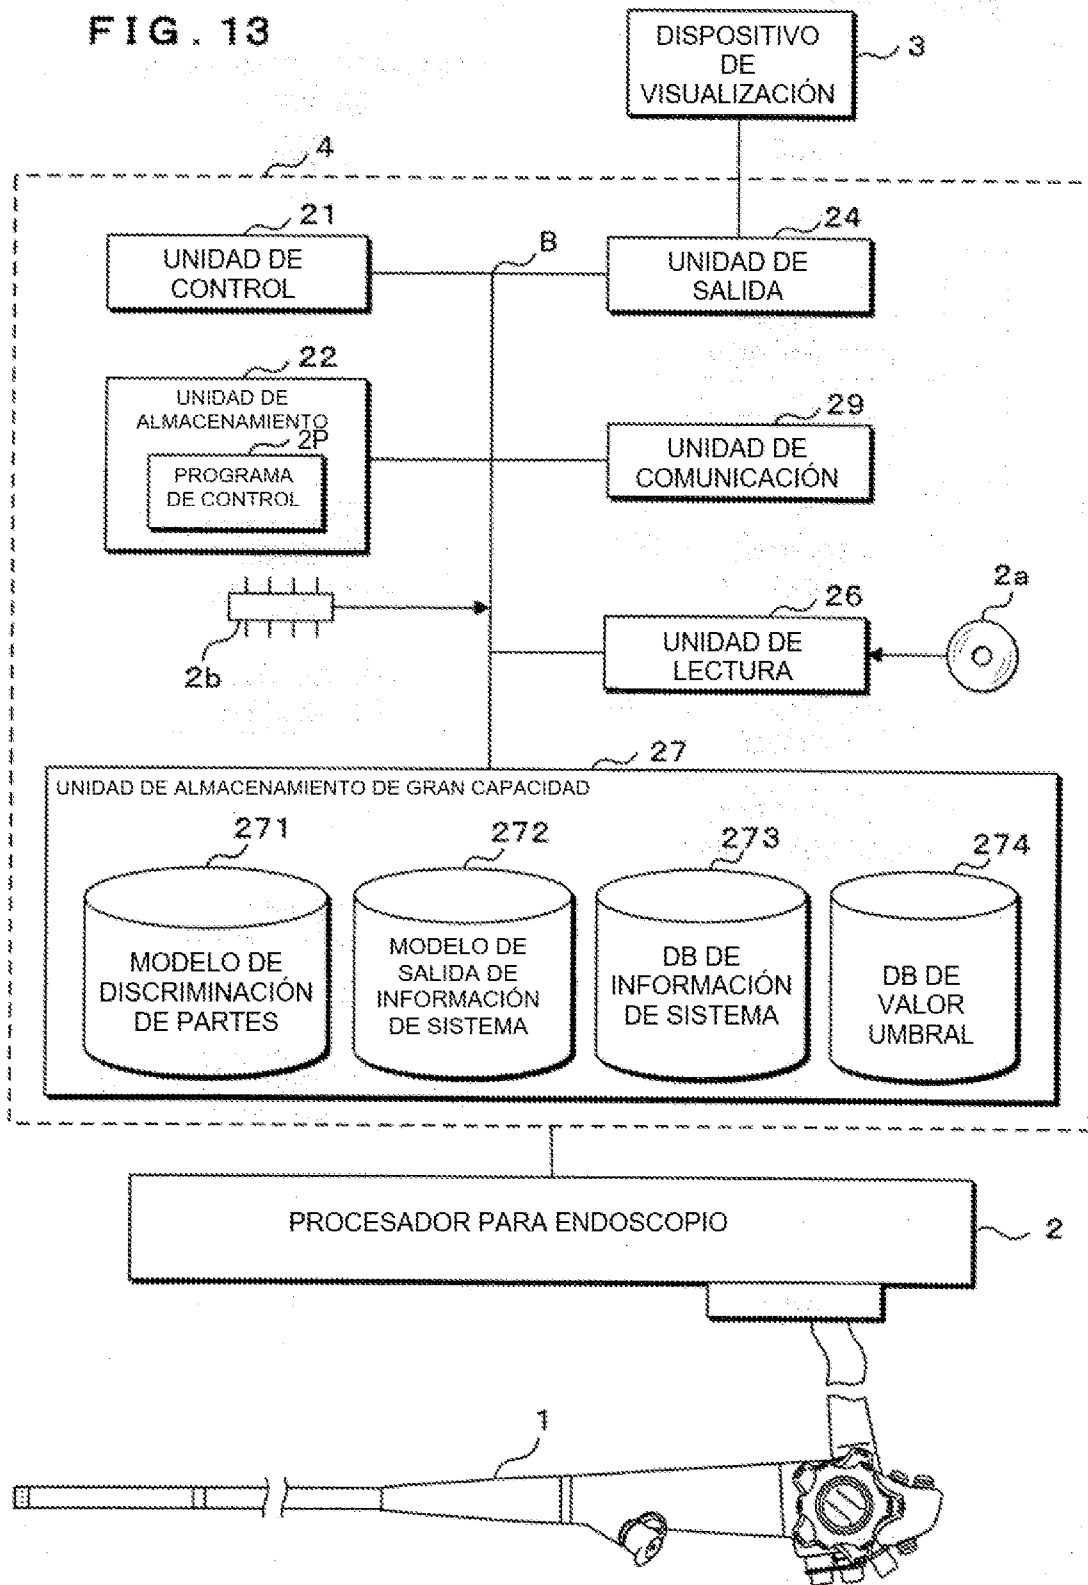 FIG. 13
DISPOSITIVO
DE
VISUALIZACIÓN
3
4
21
UNIDAD DE
CONTROL
B
24
UNIDAD DE
SALIDA
22
UNIDAD DE
ALMACENAMIENTO
2P
PROGRAMA
DE CONTROL
29
UNIDAD DE
COMUNICACIÓN
2b
26
UNIDAD DE
LECTURA
2a
27
UNIDAD DE ALMACENAMIENTO DE GRAN CAPACIDAD
271
MODELO DE
DISCRIMINACIÓN
DE PARTES
272
MODELO DE
SALIDA DE
INFORMACIÓN
DE SISTEMA
273
DB DE
INFORMACIÓN
DE SISTEMA
274
DB DE
VALOR
UMBRAL
PROCESADOR PARA ENDOSCOPIO
2
1